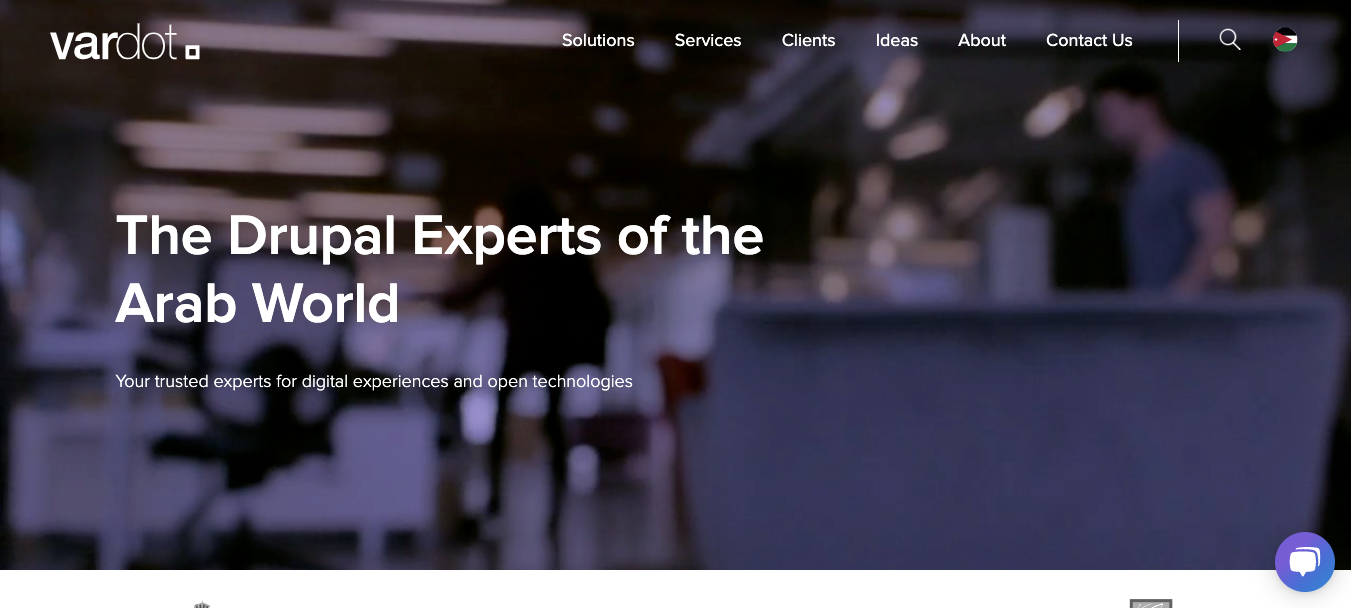 vardot
Solutions Services Clients Ideas About Contact Us
The Drupal Experts of the
Arab World
Your trusted experts for digital experiences and open technologies